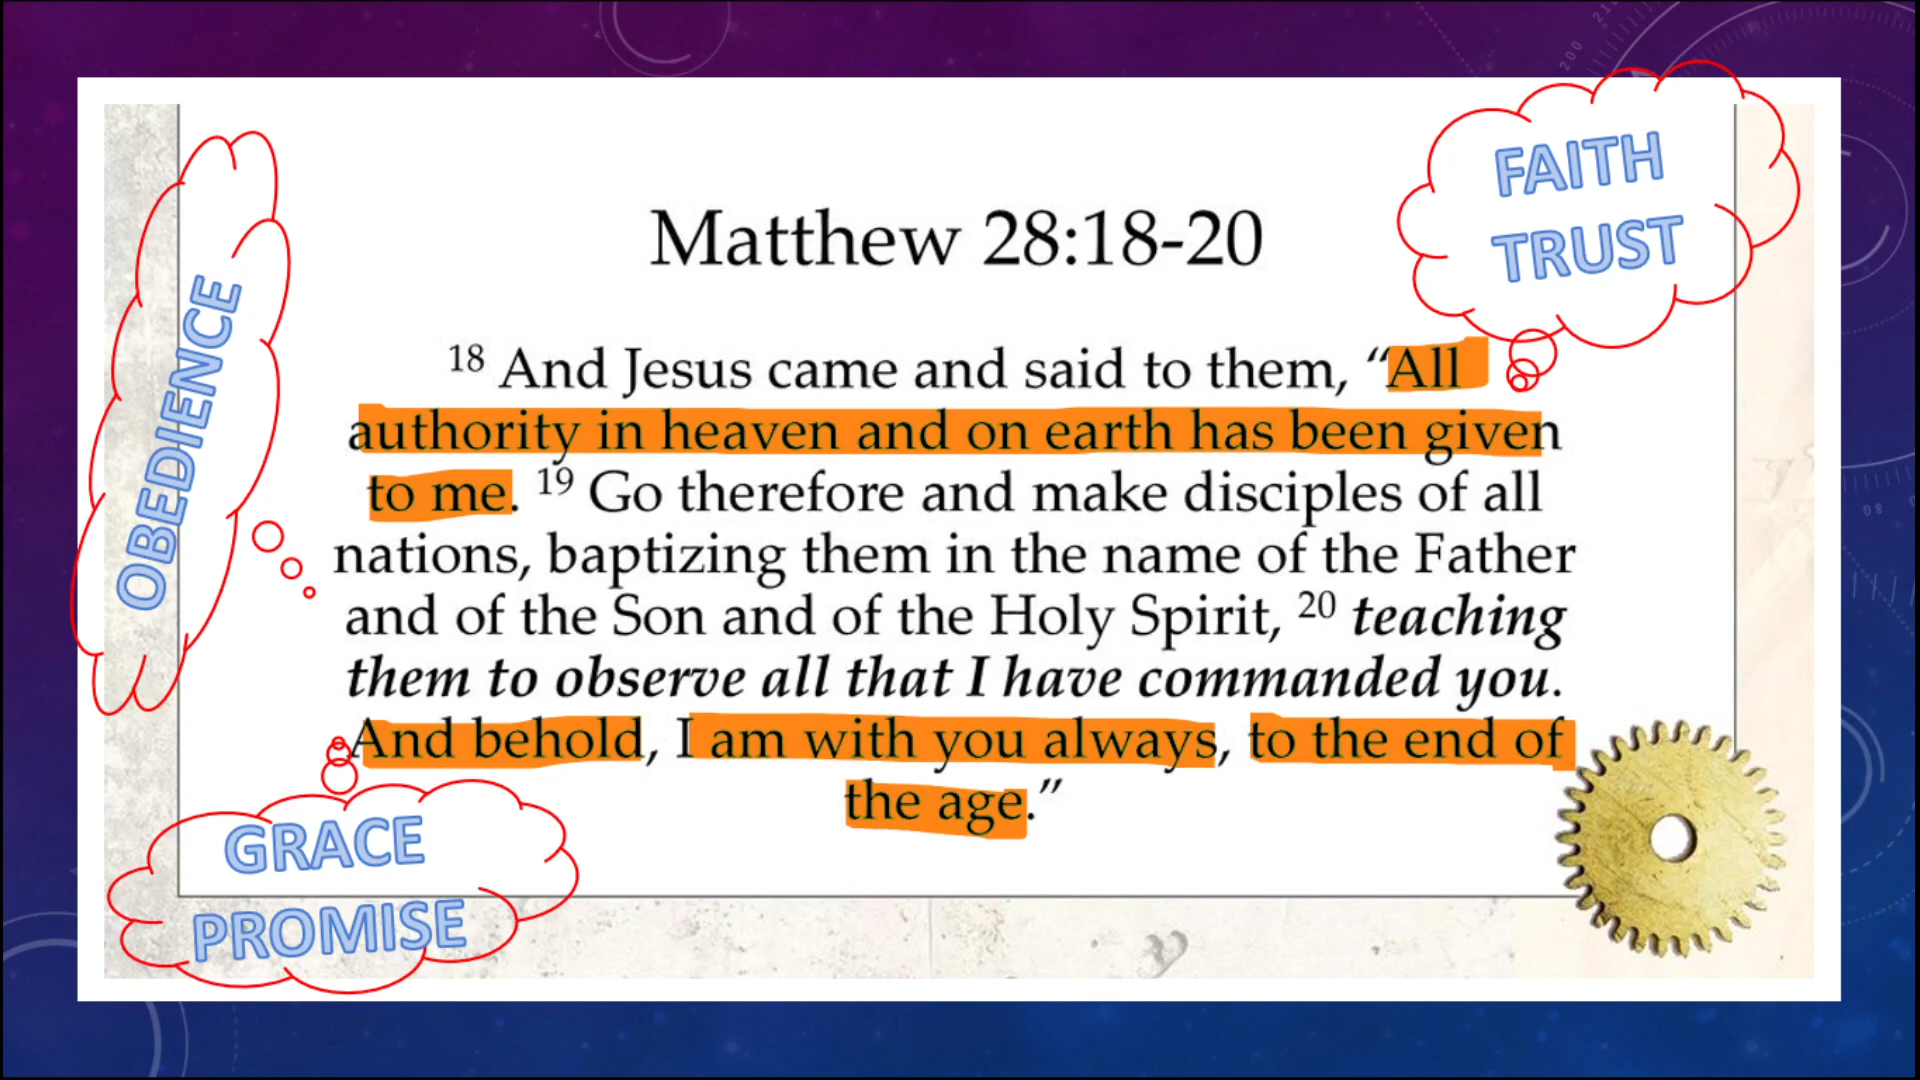 FAITH
TRUST
OBEDIENCE
Matthew 28:18-20
18 And Jesus came and said to them, “All
authority in heaven and on earth has been given
to me. 19 Go therefore and make disciples of all
nations, baptizing them in the name of the Father
and of the Son and of the Holy Spirit, 20 teaching
them to observe all that I have commanded you.
And behold, I am with you always, to the end of
the age.”
GRACE
PROMISE
200
80